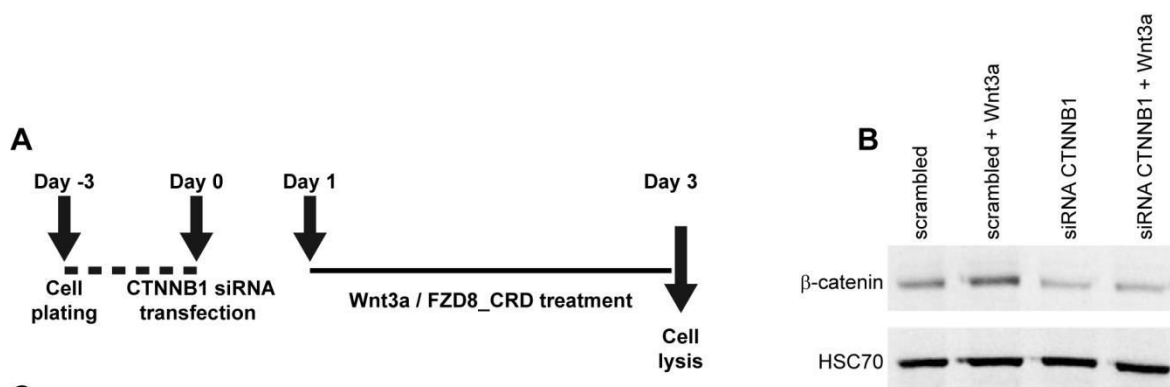 A
Day -3
Day 0
Day 1
Day 3
Cell
plating
CTNNB1 siRNA
transfection
Wnt3a / FZD8_CRD treatment
Cell
lysis
B
scrambled
scrambled + Wnt3a
siRNA CTNNB1
siRNA CTNNB1 + Wnt3a
β-catenin
HSC70